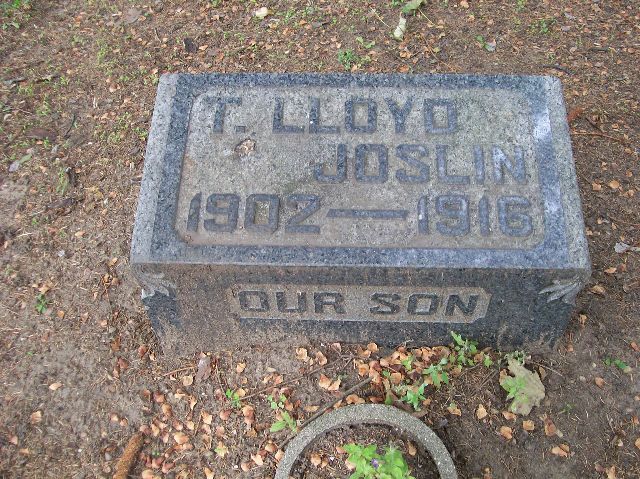 T. LLOYD
JOSLIN
1902—1916
OUR SON